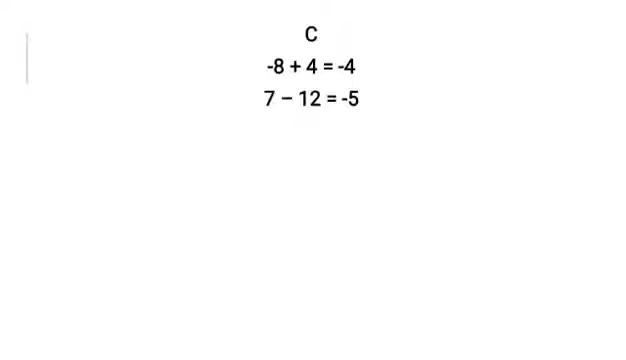 C
-8 + 4 = -4
7 – 12 = -5